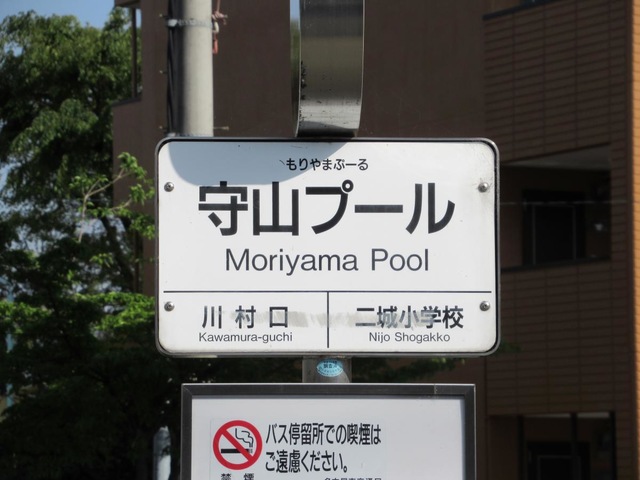 もりやまぷーる
守山プール
Moriyama Pool
川村口
Kawamura-guchi
二城小学校
Nijo Shogakko
バス停留所での喫煙は
ご遠慮ください。
禁煙